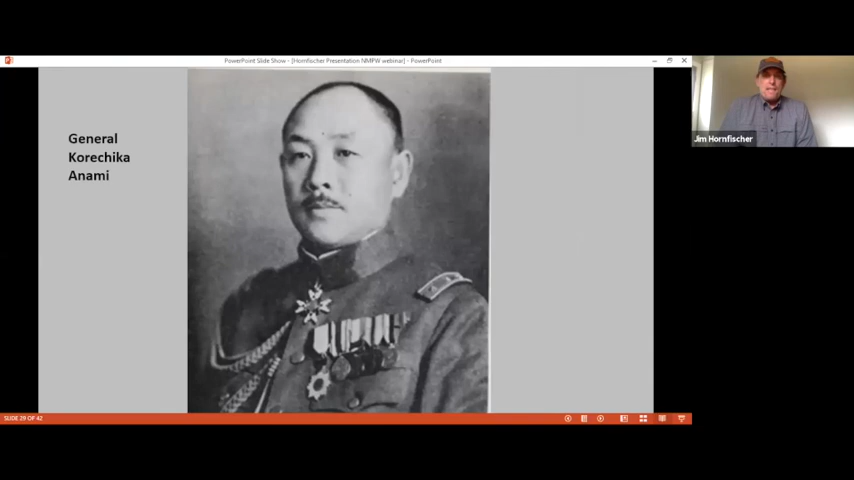 PowerPoint Slide Show - [Hornfischer Presentation NMPW webinar] - PowerPoint
General
Korechika
Anami
Jim Hornfischer
SLIDE 29 OF 42